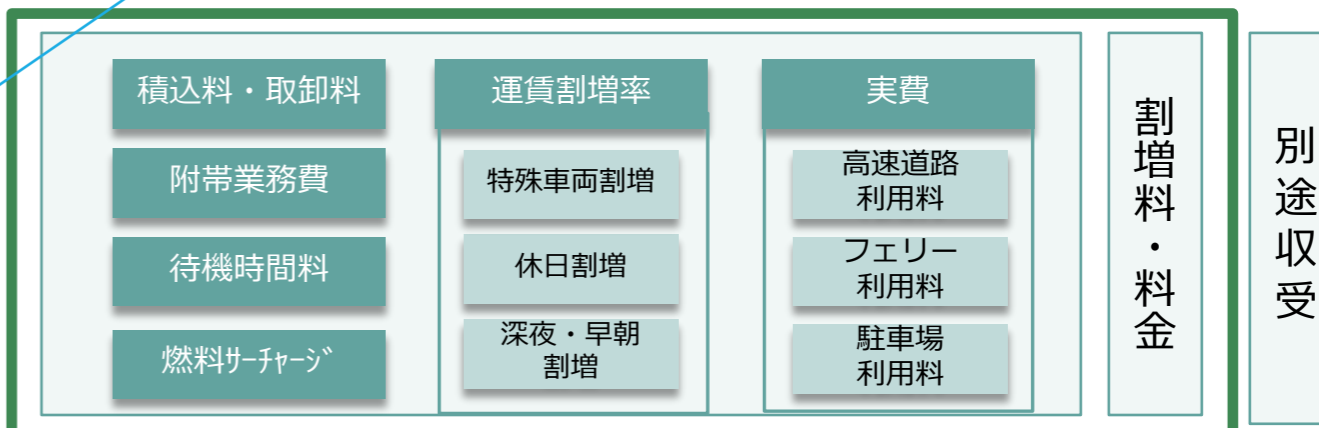 積込料・取卸料
附帯業務費
待機時間料
燃料ｻｰﾁｬｰｼﾞ
運賃割増率
特殊車両割増
休日割増
深夜・早朝
割増
実費
高速道路
利用料
フェリー
利用料
駐車場
利用料
割増料・料金
別途収受